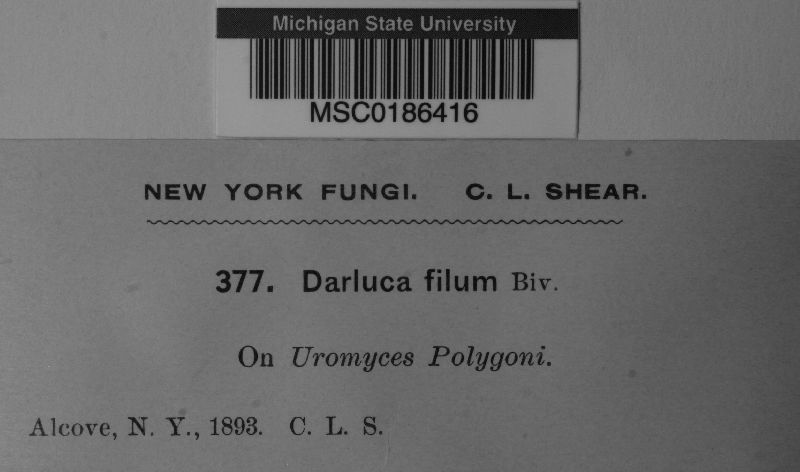 Michigan State University
MSC0186416
NEW YORK FUNGI. C. L. SHEAR.
377. Darluca filum Biv.
On Uromyces Polygoni.
Alcove, N. Y., 1893. C. L. S.